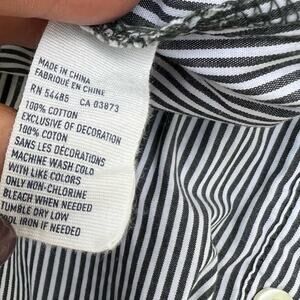 MADE IN CHINA
FABRIQUE EN CHINE
RN 54485 CA 03873
100% COTTON
EXCLUSIVE OF DECORATION
100% COTON
SANS LES DÉCORATIONS
MACHINE WASH COLD
WITH LIKE COLORS
ONLY NON-CHLORINE
BLEACH WHEN NEEDED
TUMBLE DRY LOW
OOL IRON IF NEEDED